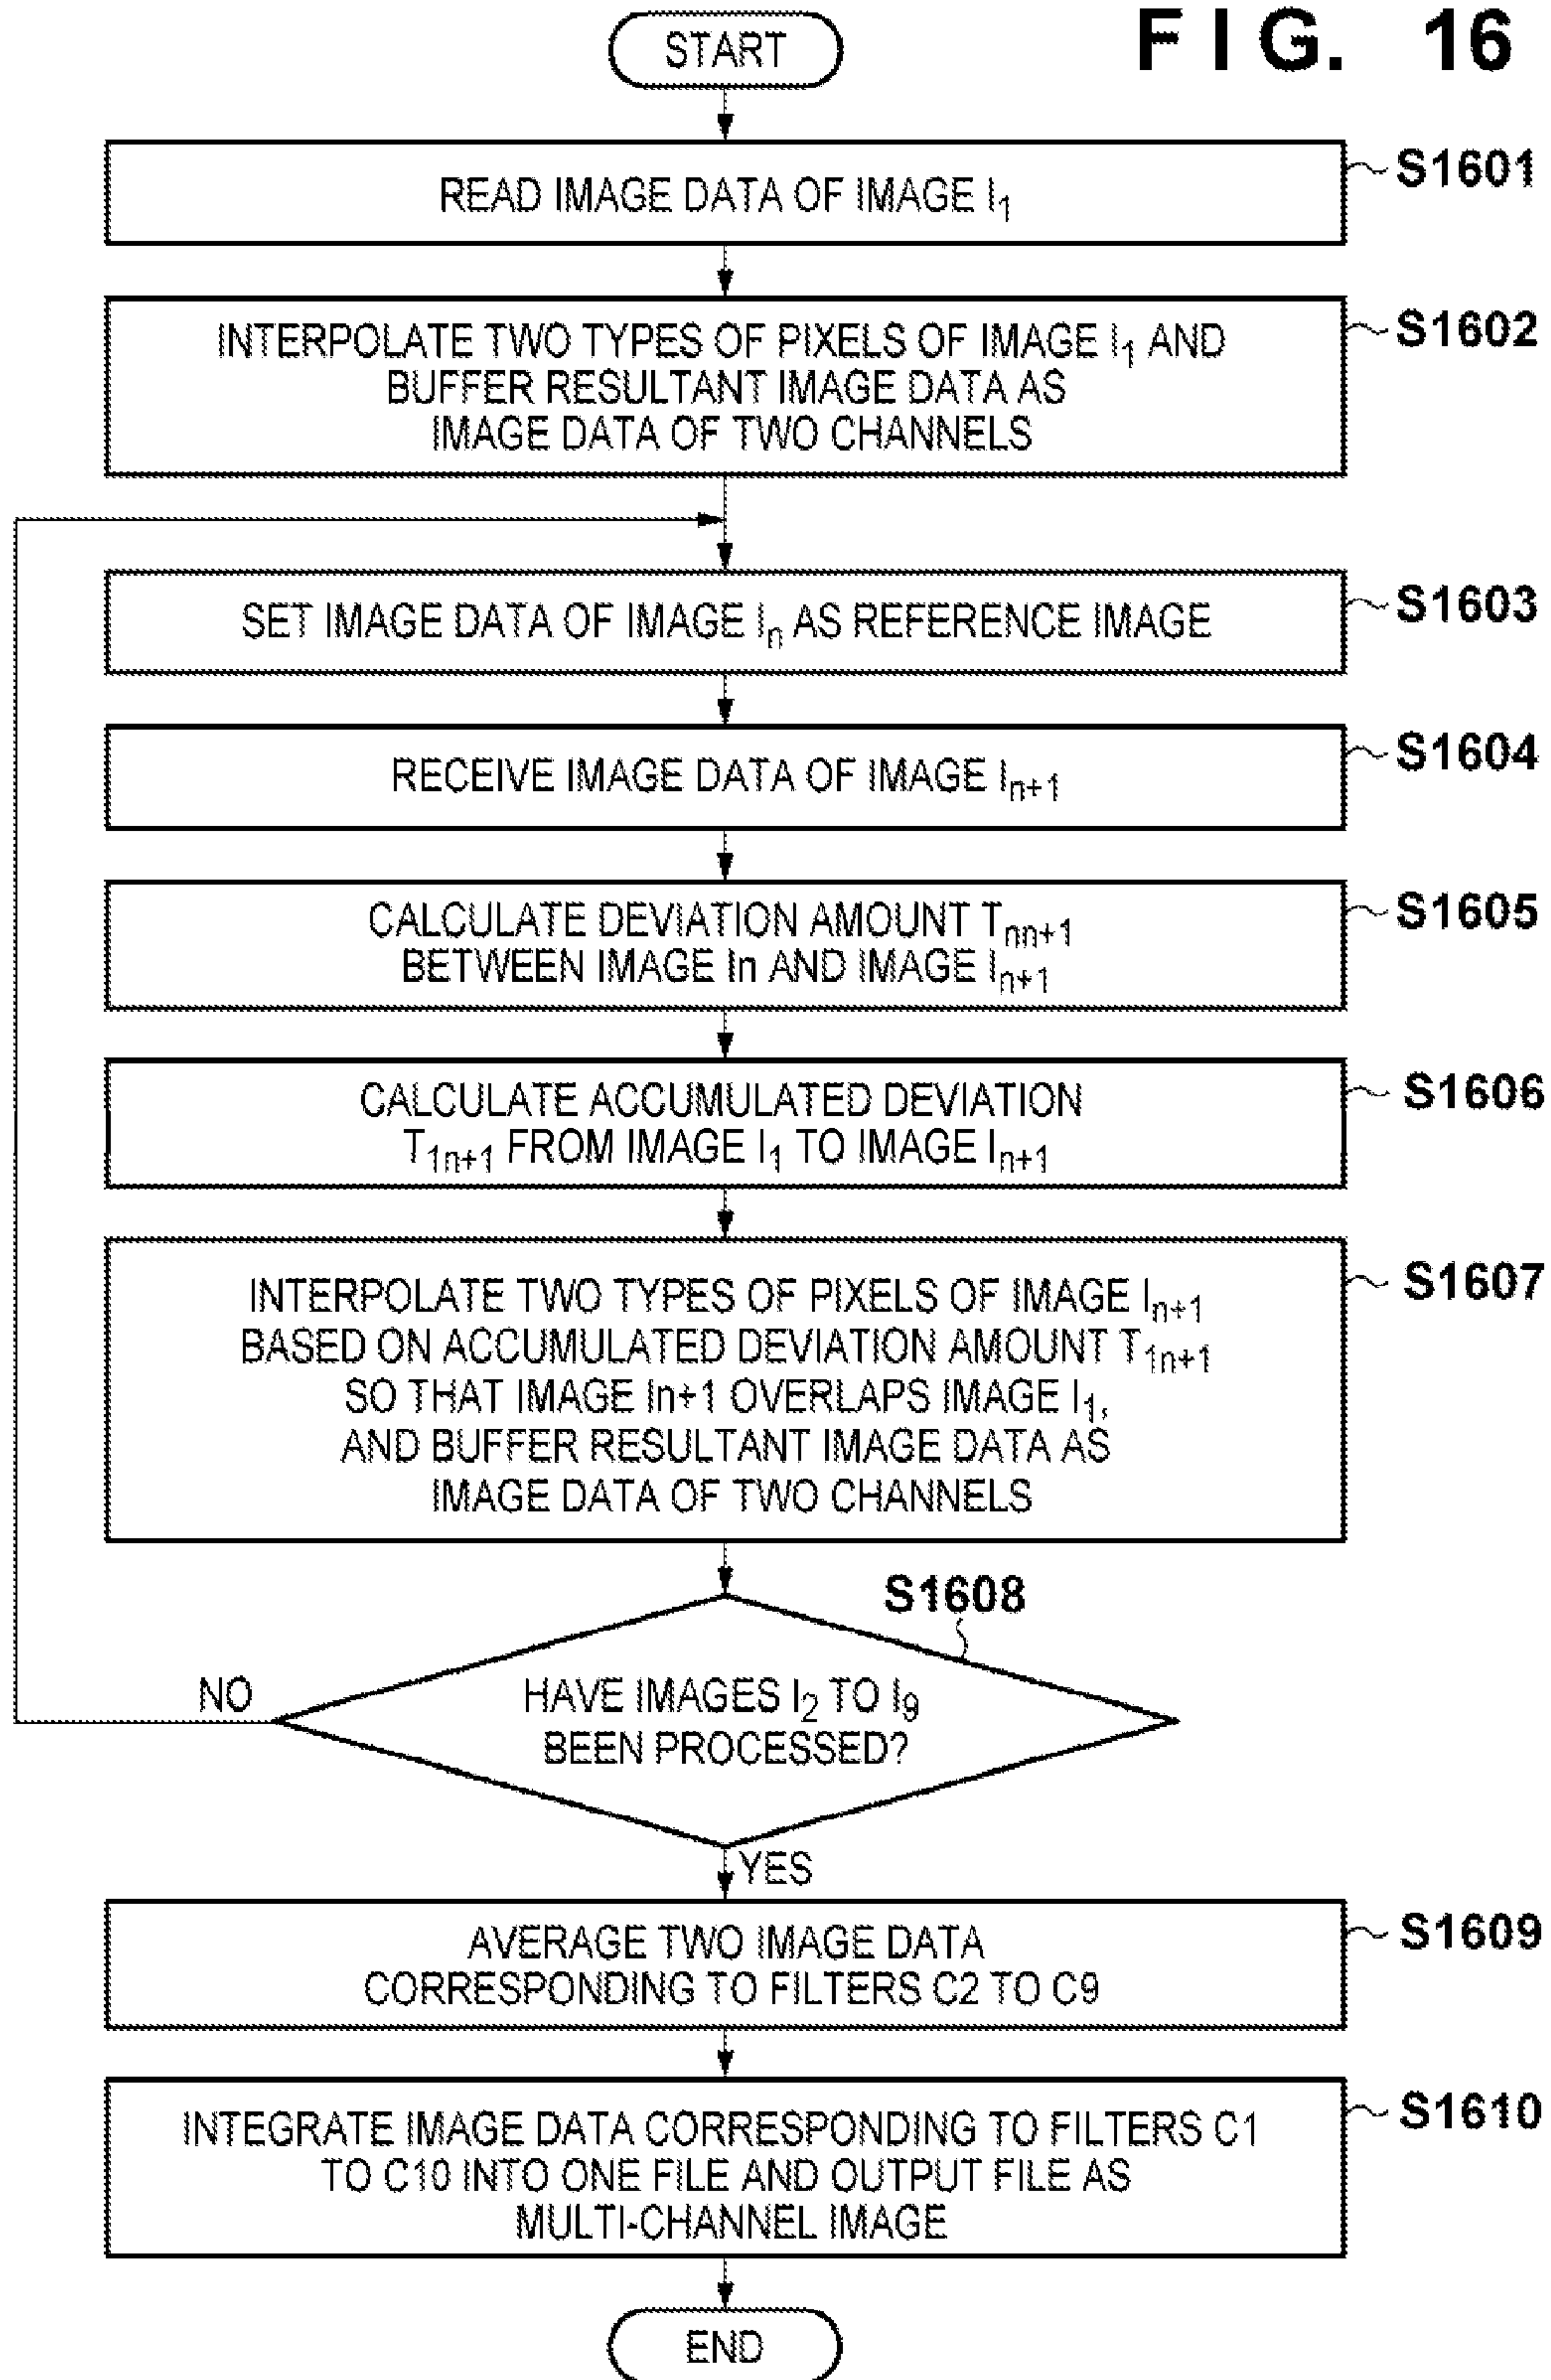 FIG. 16
START
S1601
READ IMAGE DATA OF IMAGE I₁
S1602
INTERPOLATE TWO TYPES OF PIXELS OF IMAGE I₁ AND
BUFFER RESULTANT IMAGE DATA AS
IMAGE DATA OF TWO CHANNELS
S1603
SET IMAGE DATA OF IMAGE Iₙ AS REFERENCE IMAGE
S1604
RECEIVE IMAGE DATA OF IMAGE Iₙ₊₁
S1605
CALCULATE DEVIATION AMOUNT Tₙₙ₊₁
BETWEEN IMAGE In AND IMAGE Iₙ₊₁
S1606
CALCULATE ACCUMULATED DEVIATION
T₁ₙ₊₁ FROM IMAGE I₁ TO IMAGE Iₙ₊₁
S1607
INTERPOLATE TWO TYPES OF PIXELS OF IMAGE Iₙ₊₁
BASED ON ACCUMULATED DEVIATION AMOUNT T₁ₙ₊₁
SO THAT IMAGE In+1 OVERLAPS IMAGE I₁,
AND BUFFER RESULTANT IMAGE DATA AS
IMAGE DATA OF TWO CHANNELS
S1608
HAVE IMAGES I₂ TO I₉
BEEN PROCESSED?
NO
YES
S1609
AVERAGE TWO IMAGE DATA
CORRESPONDING TO FILTERS C2 TO C9
S1610
INTEGRATE IMAGE DATA CORRESPONDING TO FILTERS C1
TO C10 INTO ONE FILE AND OUTPUT FILE AS
MULTI-CHANNEL IMAGE
END